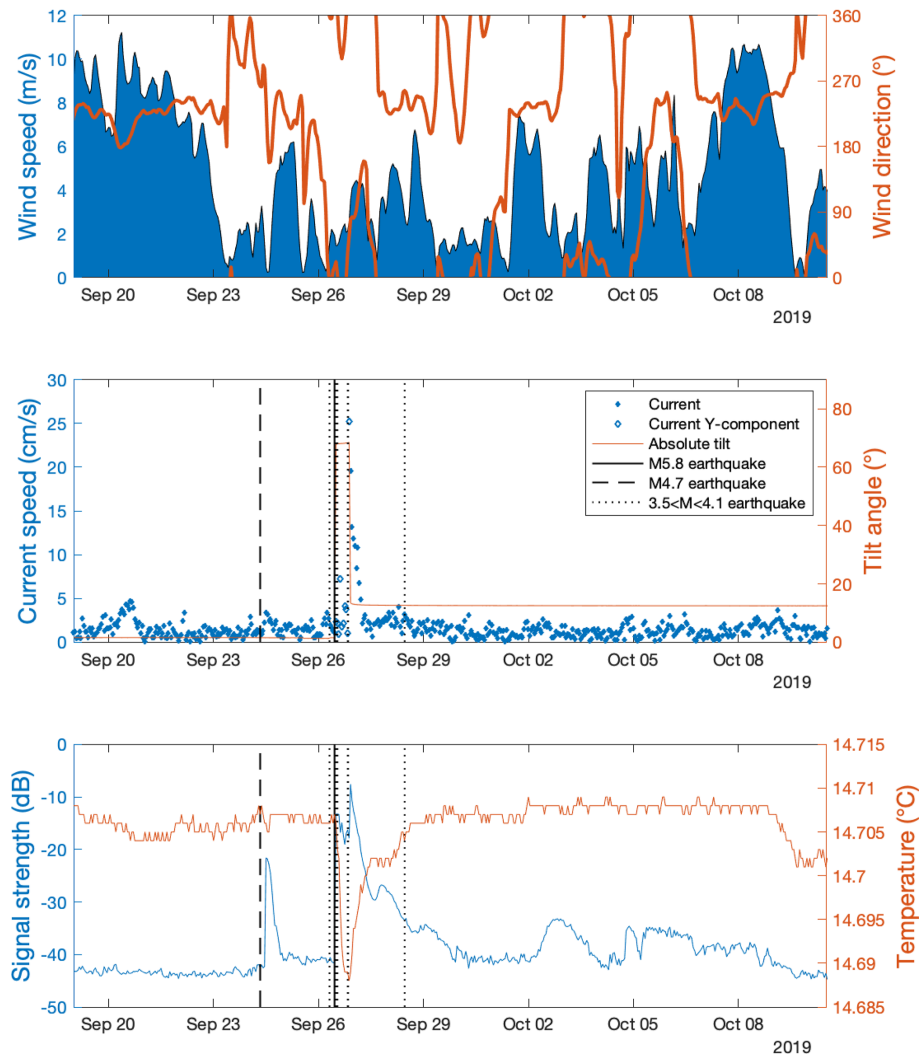 12
10
8
6
4
2
0
Wind speed (m/s)
360
270
180
90
0
Wind direction (°)
Sep 20
Sep 23
Sep 26
Sep 29
Oct 02
Oct 05
Oct 08
2019
30
25
20
15
10
5
0
Current speed (cm/s)
80
60
40
20
0
Tilt angle (°)
Current
Current Y-component
Absolute tilt
M5.8 earthquake
M4.7 earthquake
3.5<M<4.1 earthquake
Sep 20
Sep 23
Sep 26
Sep 29
Oct 02
Oct 05
Oct 08
2019
0
-10
-20
-30
-40
-50
Signal strength (dB)
14.715
14.71
14.705
14.7
14.695
14.69
14.685
Temperature (°C)
Sep 20
Sep 23
Sep 26
Sep 29
Oct 02
Oct 05
Oct 08
2019